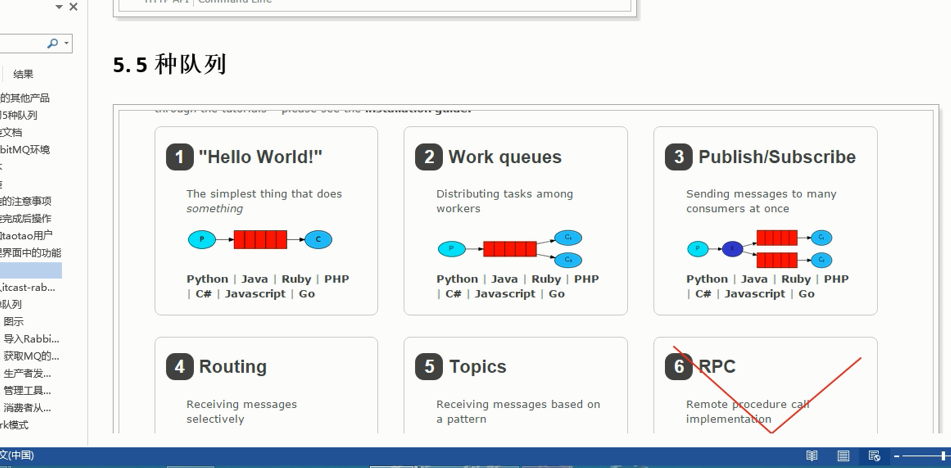 HTTP API | Command Line
5.5 种队列
结果
的其他产品
5种队列
文档
bitMQ环境
的注意事项
完成后操作
taotao用户
界面中的功能
itcast-rab...
队列
图示
导入Rabbi...
获取MQ的...
生产者发...
管理工具...
消费者从...
rk模式
through the tutorials please see the installation guide.
1 "Hello World!"
The simplest thing that does
something
P
C
Python | Java | Ruby | PHP
| C# | Javascript | Go
2 Work queues
Distributing tasks among
workers
P
C₁
C₂
Python | Java | Ruby | PHP
| C# | Javascript | Go
3 Publish/Subscribe
Sending messages to many
consumers at once
P
X
C₁
C₂
Python | Java | Ruby | PHP
| C# | Javascript | Go
4 Routing
Receiving messages
selectively
5 Topics
Receiving messages based on
a pattern
6 RPC
Remote procedure call
implementation
文(中国)